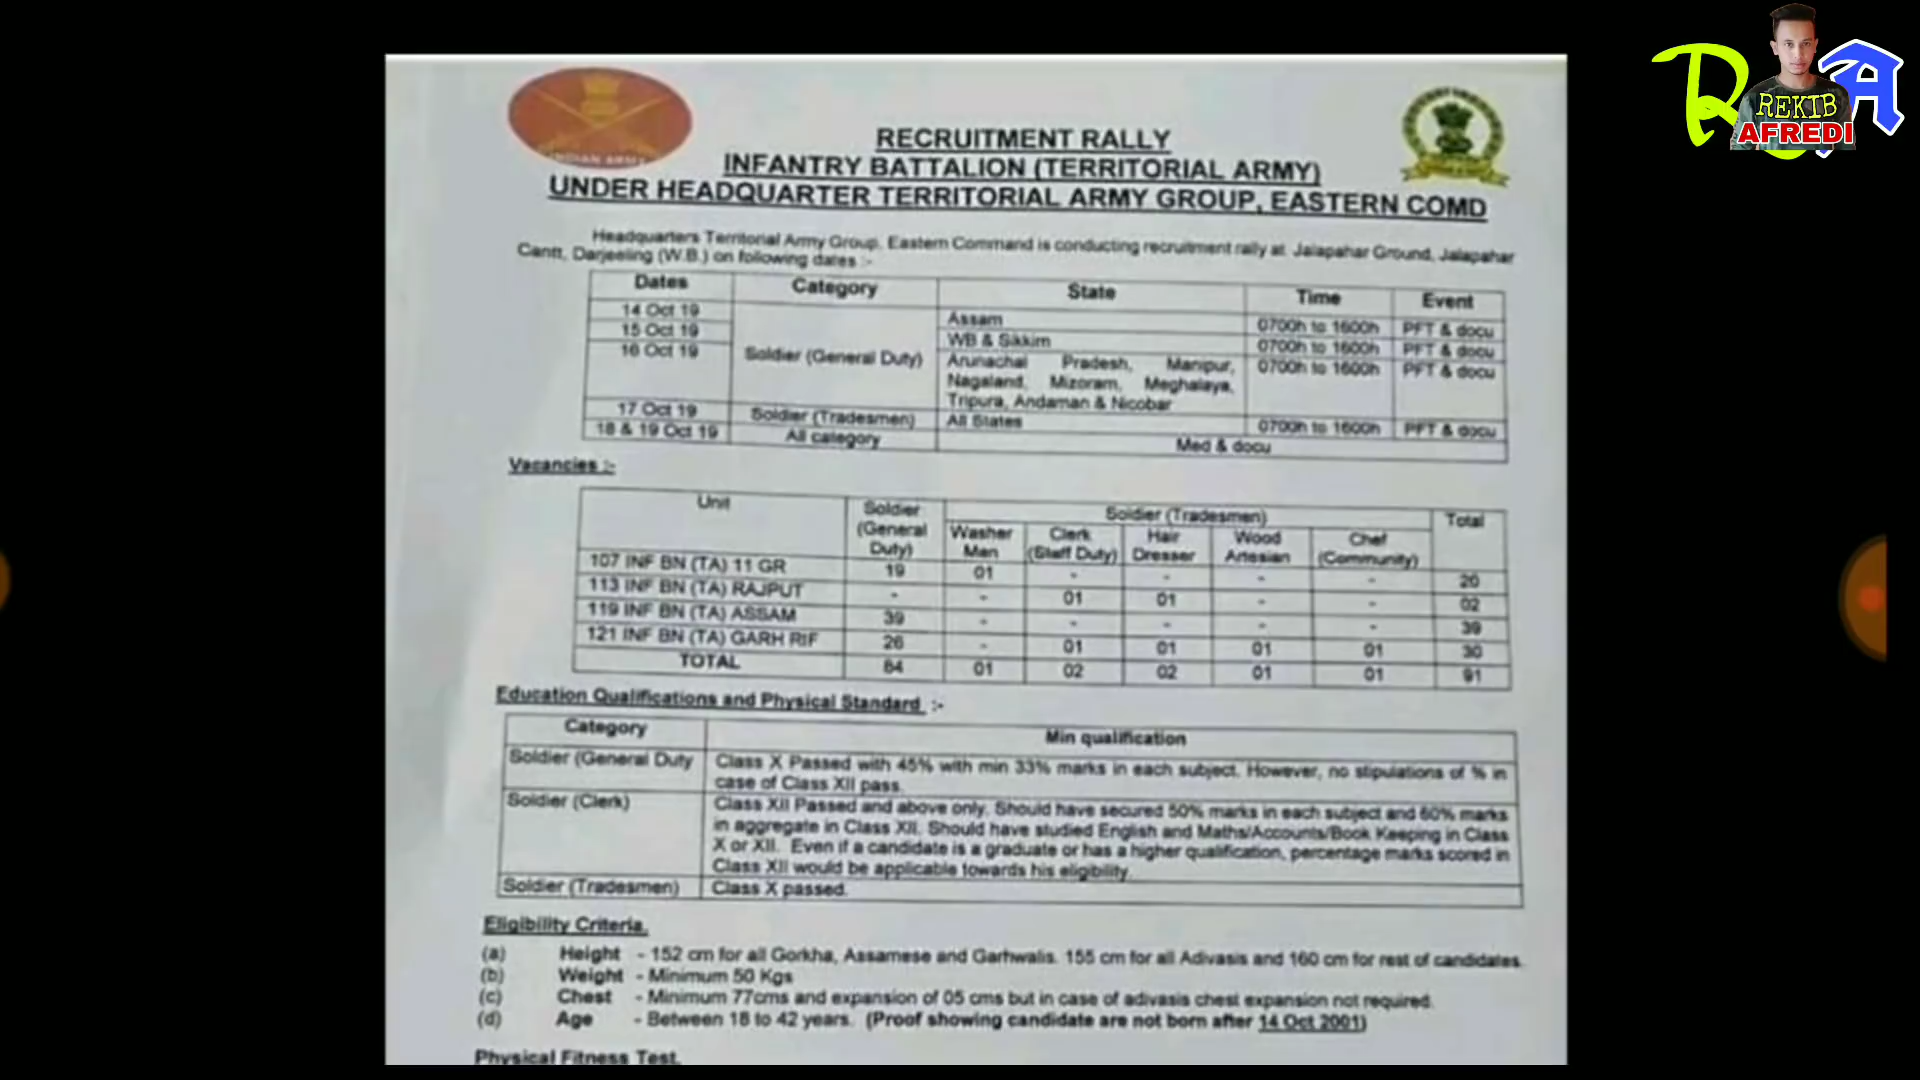 R A
REKIB
AFREDI
INDIAN ARMY
RECRUITMENT RALLY
INFANTRY BATTALION (TERRITORIAL ARMY)
UNDER HEADQUARTER TERRITORIAL ARMY GROUP, EASTERN COMD
Headquarters Territorial Army Group, Eastern Command is conducting recruitment rally at Jalapahar Ground, Jalapahar
Cantt, Darjeeling (W.B.) on following dates :-
Dates Category State Time Event
14 Oct 19 Soldier (General Duty) Assam 0700h to 1600h PFT & docu
15 Oct 19 WB & Sikkim 0700h to 1600h PFT & docu
16 Oct 19 Arunachal Pradesh, Manipur, 0700h to 1600h PFT & docu
Nagaland, Mizoram, Meghalaya,
Tripura, Andaman & Nicobar
17 Oct 19 Soldier (Tradesmen) All States 0700h to 1600h PFT & docu
18 & 19 Oct 19 All category Med & docu
Vacancies :-
Unit Soldier (General Duty) Soldier (Tradesmen) Total
Washer Man Clerk (Staff Duty) Hair Dresser Wood Artesian Chef (Community)
107 INF BN (TA) 11 GR 19 01 - - - - 20
113 INF BN (TA) RAJPUT - - 01 01 - - 02
119 INF BN (TA) ASSAM 39 - - - - - 39
121 INF BN (TA) GARH RIF 26 - 01 01 01 01 30
TOTAL 84 01 02 02 01 01 91
Education Qualifications and Physical Standard :-
Category Min qualification
Soldier (General Duty Class X Passed with 45% with min 33% marks in each subject. However, no stipulations of % in
case of Class XII pass.
Soldier (Clerk) Class XII Passed and above only. Should have secured 50% marks in each subject and 60% marks
in aggregate in Class XII. Should have studied English and Maths/Accounts/Book Keeping in Class
X or XII. Even if a candidate is a graduate or has a higher qualification, percentage marks scored in
Class XII would be applicable towards his eligibility.
Soldier (Tradesmen) Class X passed.
Eligibility Criteria.
(a) Height - 152 cm for all Gorkha, Assamese and Garhwalis. 155 cm for all Adivasis and 160 cm for rest of candidates.
(b) Weight - Minimum 50 Kgs
(c) Chest - Minimum 77cms and expansion of 05 cms but in case of adivasis chest expansion not required.
(d) Age - Between 18 to 42 years. (Proof showing candidate are not born after 14 Oct 2001)
Physical Fitness Test.